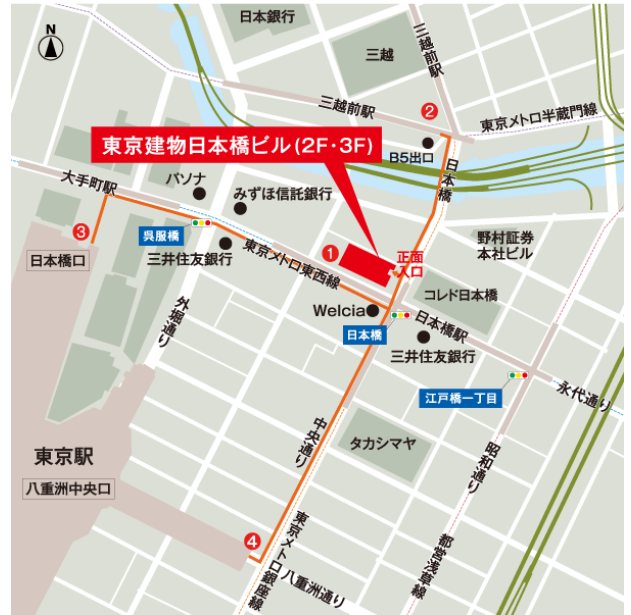 N
日本銀行
三越
三越前駅
三越前駅
2
東京メトロ半蔵門線
B5出口
日本橋
東京建物日本橋ビル(2F・3F)
大手町駅
パソナ
みずほ信託銀行
3
日本橋口
呉服橋
三井住友銀行
東京メトロ東西線
1
正面
入口
野村証券
本社ビル
コレド日本橋
外堀通り
Welcia
日本橋
日本橋駅
三井住友銀行
江戸橋一丁目
永代通り
中央通り
タカシマヤ
昭和通り
東京駅
八重洲中央口
4
東京メトロ銀座線
八重洲通り
都営浅草線